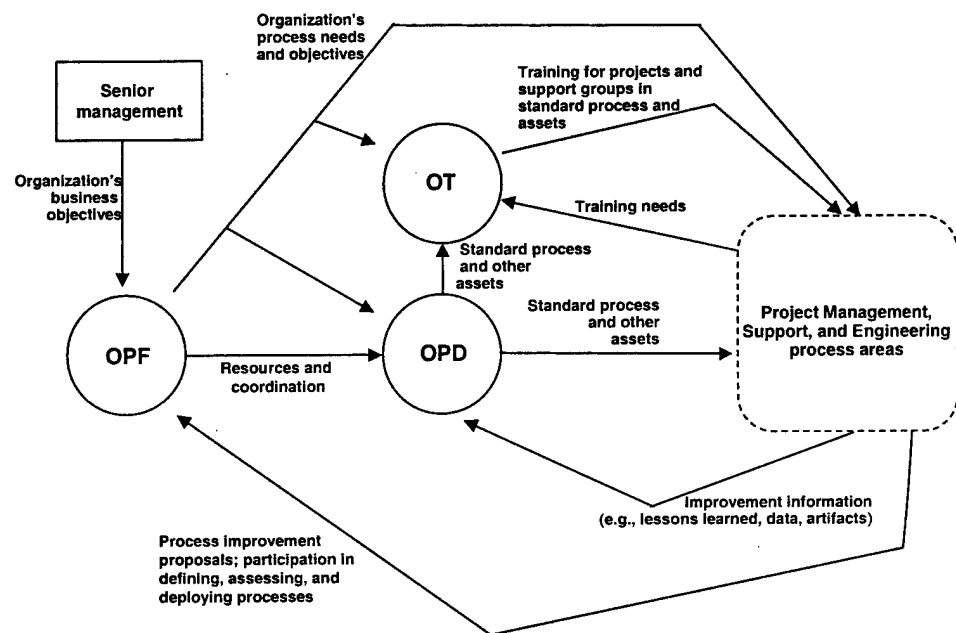 Organization's
process needs
and objectives
Senior
management
Training for projects and
support groups in
standard process and
assets
Organization's
business
objectives
OT
Training needs
Standard process
and other
assets
Standard process
and other
assets
Project Management,
Support, and Engineering
process areas
OPF
OPD
Resources and
coordination
Improvement information
(e.g., lessons learned, data, artifacts)
Process improvement
proposals; participation in
defining, assessing, and
deploying processes